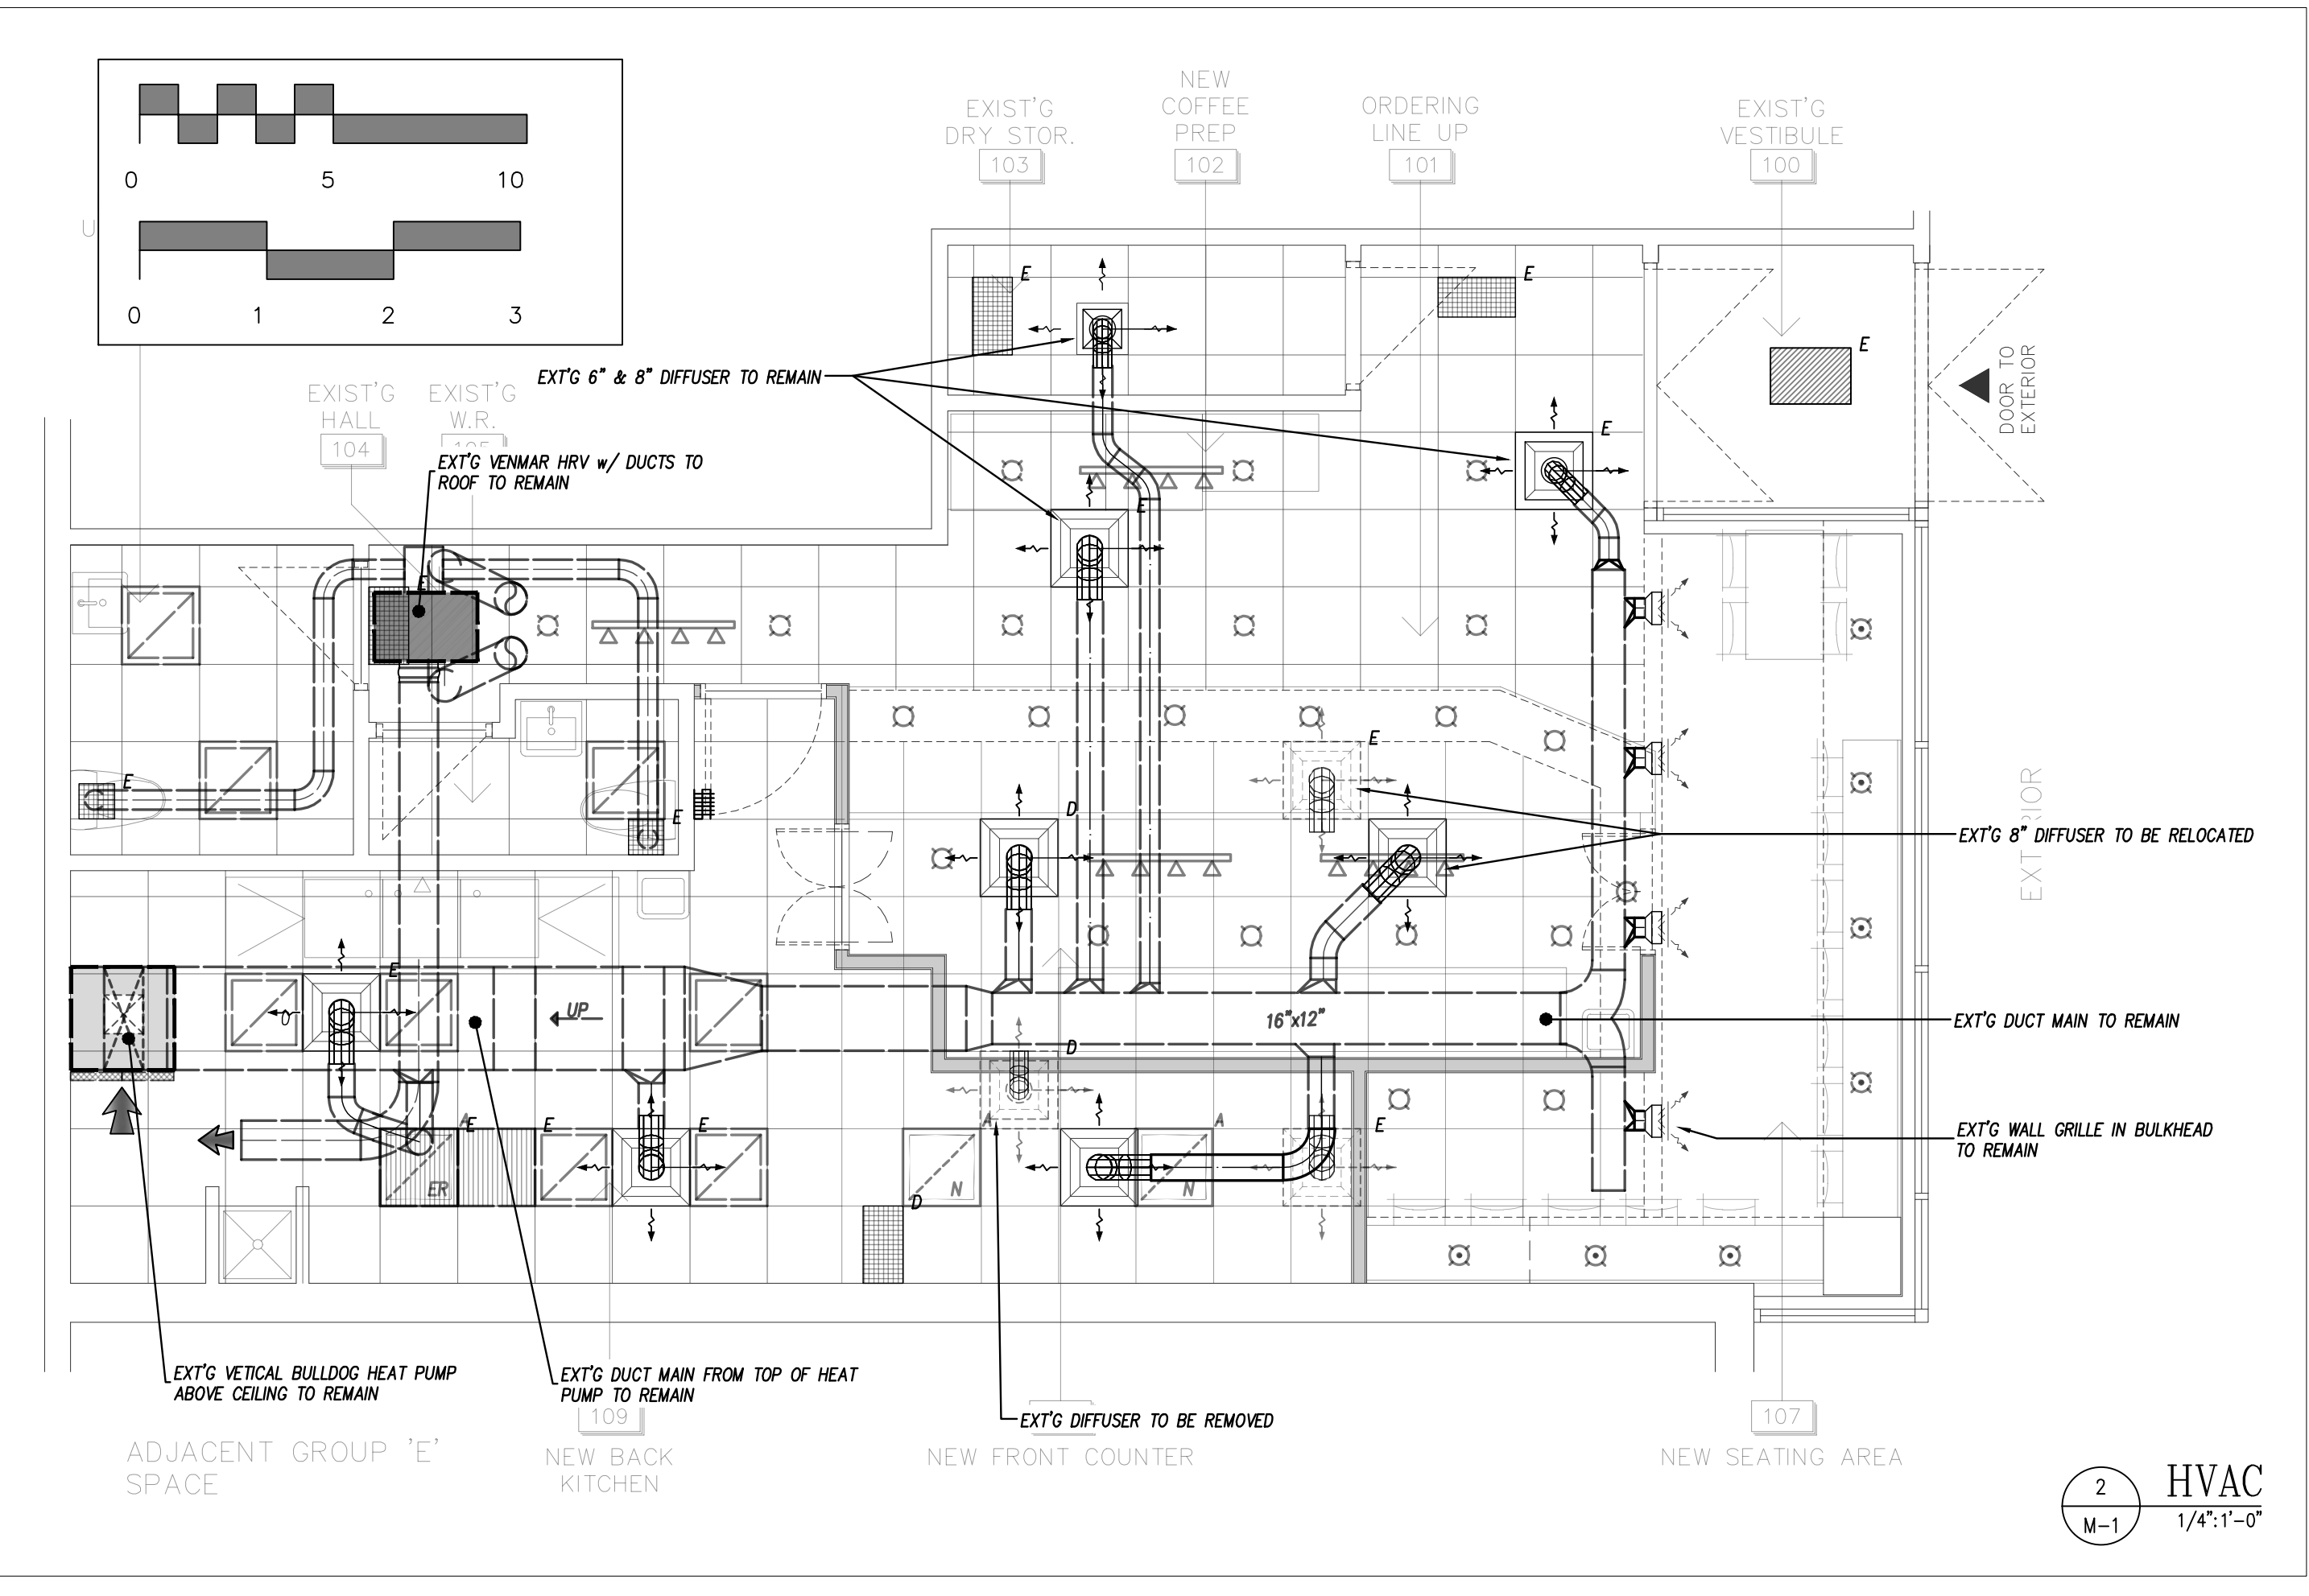 0 5 10
0 1 2 3
U
EXIST'G
DRY STOR.
103
NEW
COFFEE
PREP
102
ORDERING
LINE UP
101
EXIST'G
VESTIBULE
100
E
E
E
DOOR TO
EXTERIOR
EXT'G 6" & 8" DIFFUSER TO REMAIN
EXIST'G
HALL
104
EXIST'G
W.R.
EXT'G VENMAR HRV w/ DUCTS TO
ROOF TO REMAIN
E
E
E
E
E
E
D
EXT'G 8" DIFFUSER TO BE RELOCATED
E
UP
16"x12"
EXT'G DUCT MAIN TO REMAIN
D
A
E
E
E
A
A
E
ER
N
N
D
EXT'G WALL GRILLE IN BULKHEAD
TO REMAIN
EXT'G VETICAL BULLDOG HEAT PUMP
ABOVE CEILING TO REMAIN
EXT'G DUCT MAIN FROM TOP OF HEAT
PUMP TO REMAIN
EXT'G DIFFUSER TO BE REMOVED
109
NEW BACK
KITCHEN
NEW FRONT COUNTER
107
NEW SEATING AREA
ADJACENT GROUP 'E'
SPACE
2
M-1
HVAC
1/4":1'-0"